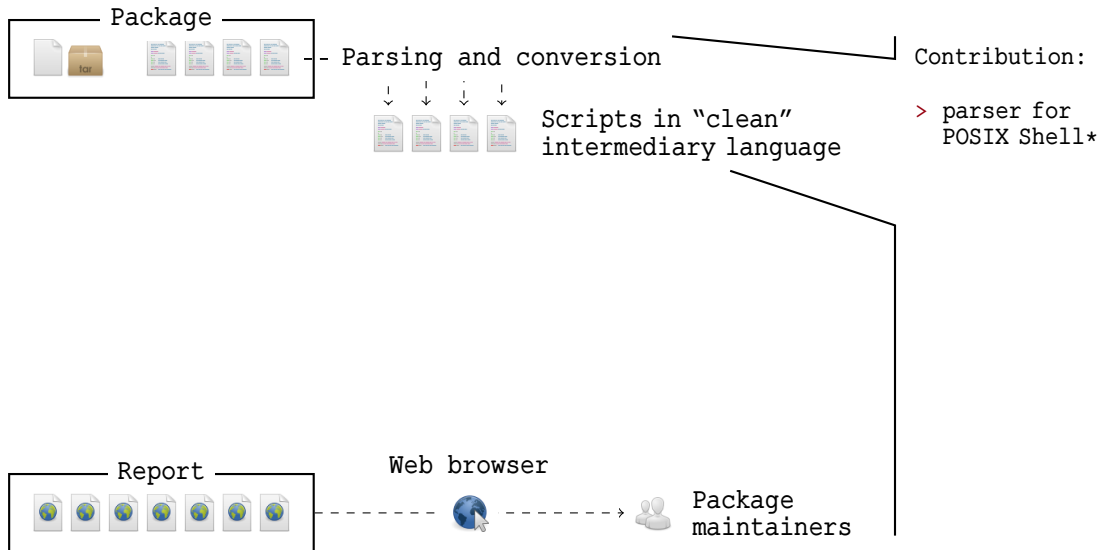 Package
tar
Parsing and conversion
Contribution:
> parser for
POSIX Shell*
Scripts in “clean”
intermediary language
Report
Web browser
Package
maintainers